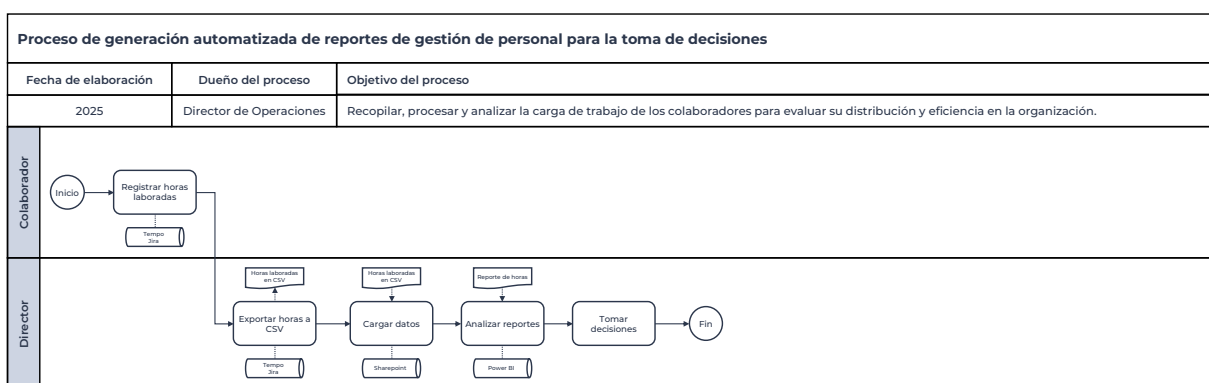 Proceso de generación automatizada de reportes de gestión de personal para la toma de decisiones
Fecha de elaboración
Dueño del proceso
Objetivo del proceso
2025
Director de Operaciones
Recopilar, procesar y analizar la carga de trabajo de los colaboradores para evaluar su distribución y eficiencia en la organización.
Colaborador
Inicio
Registrar horas
laboradas
Tempo
Jira
Director
Horas laboradas
en CSV
Horas laboradas
en CSV
Reporte de horas
Exportar horas a
CSV
Cargar datos
Analizar reportes
Tomar
decisiones
Fin
Tempo
Jira
Sharepoint
Power BI